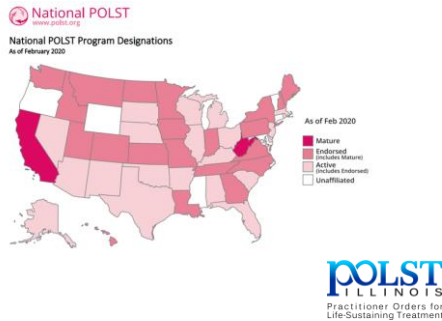 National POLST
www.polst.org
National POLST Program Designations
As of February 2020
As of Feb 2020
Mature
Endorsed
(includes Mature)
Active
(includes Endorsed)
Unaffiliated
POLST
ILLINOIS
Practitioner Orders for
Life-Sustaining Treatment